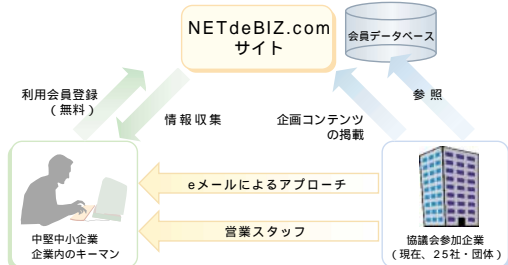 NETdeBIZ.com
サイト
会員データベース
利用会員登録
（無料）
情報収集
企画コンテンツ
の掲載
参照
eメールによるアプローチ
営業スタッフ
中堅中小企業
企業内のキーマン
協議会参加企業
（現在、25社・団体）